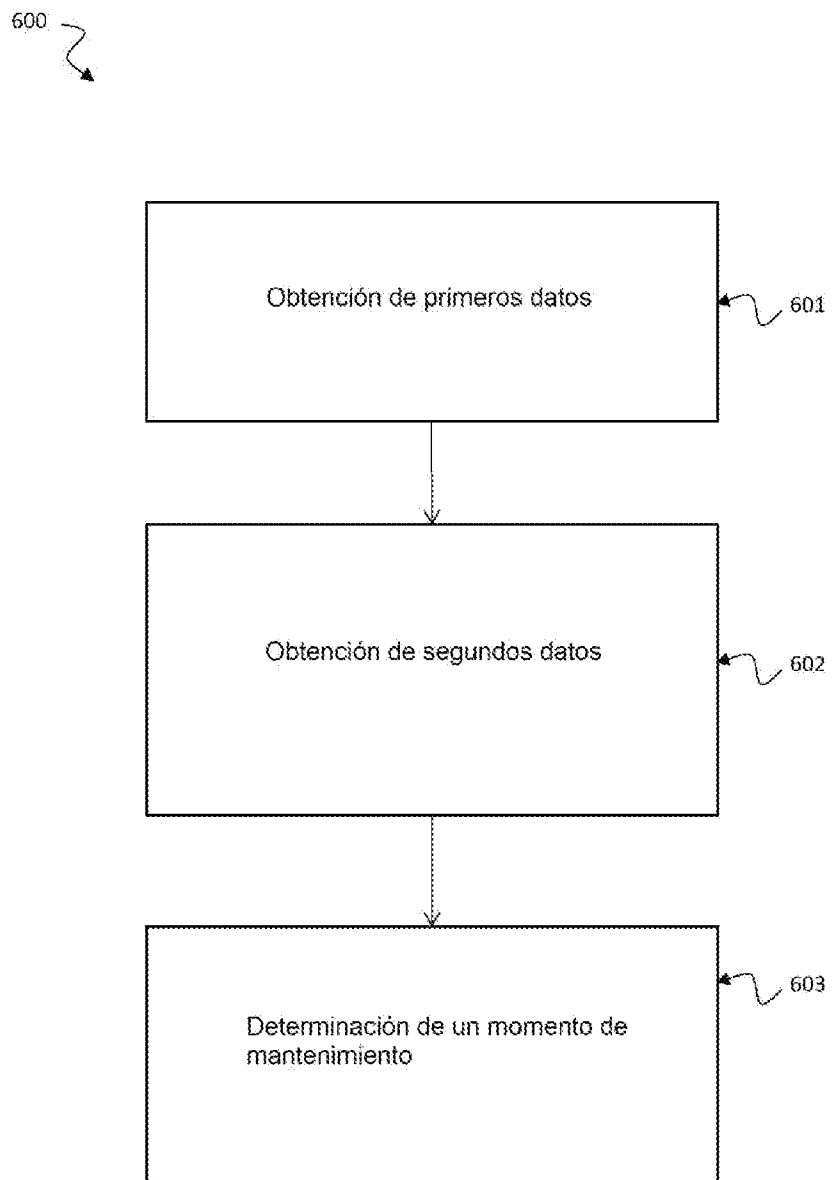 600
Obtención de primeros datos
601
Obtención de segundos datos
602
603
Determinación de un momento de
mantenimiento